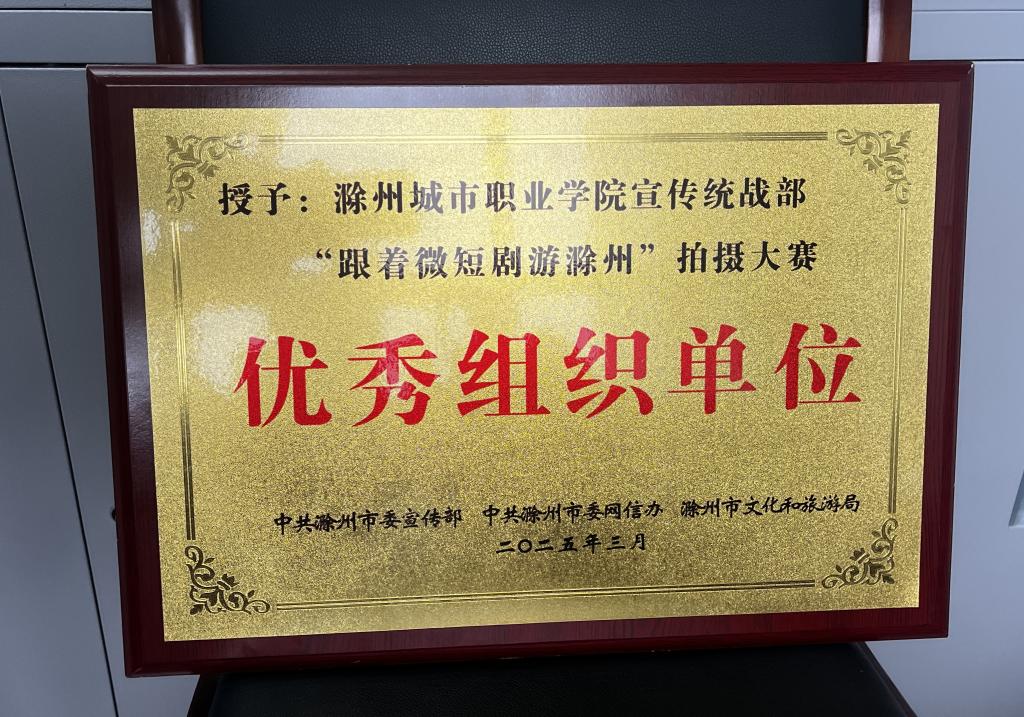 授予：滁州城市职业学院宣传统战部
“跟着微短剧游滁州”拍摄大赛
优秀组织单位
中共滁州市委宣传部 中共滁州市委网信办 滁州市文化和旅游局
二〇二五年三月